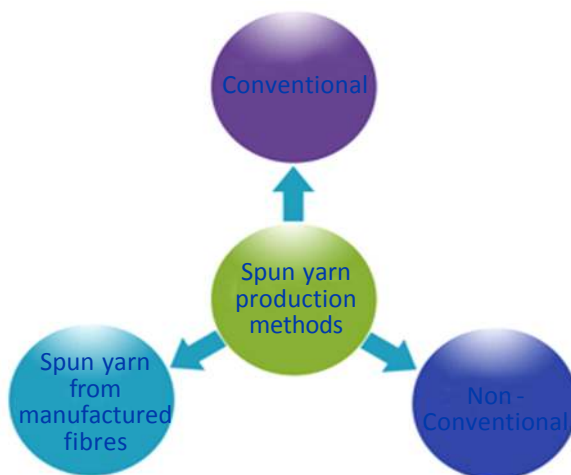 Conventional
Spun yarn
production
methods
Spun yarn
from
manufactured
fibres
Non -
Conventional